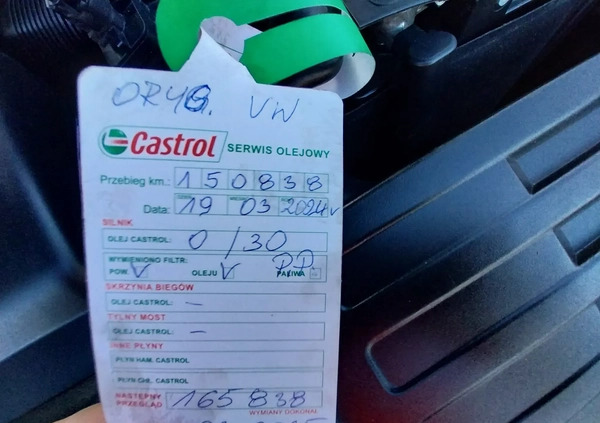 ORYG. VW
Castrol SERWIS OLEJOWY
Przebieg km.: 150838
Data: 19 03 2024
SILNIK
OLEJ CASTROL: 0/30
WYMIENIONO FILTR:
POW. V OLEJU V PALIWA
SKRZYNIA BIEGÓW
OLEJ CASTROL: -
TYLNY MOST
OLEJ CASTROL: -
INNE PŁYNY
PŁYN HAM. CASTROL
PŁYN CHŁ. CASTROL
NASTĘPNY PRZEGLĄD 165838
WYMIANY DOKONAŁ